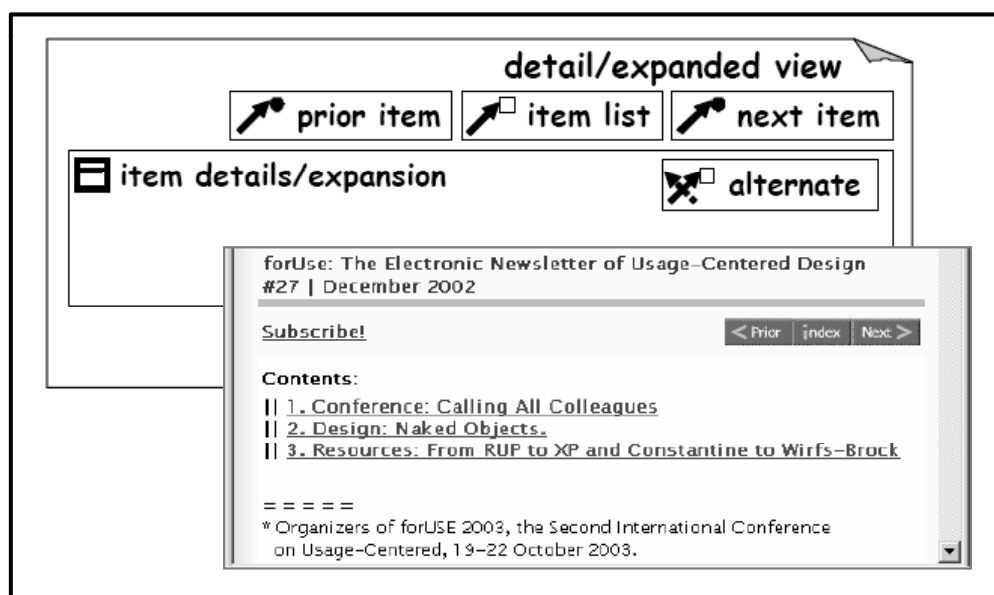 detail/expanded view
prior item item list next item
item details/expansion alternate
forUse: The Electronic Newsletter of Usage-Centered Design
#27 | December 2002
Subscribe! < Prior index Next >
Contents:
|| 1. Conference: Calling All Colleagues
|| 2. Design: Naked Objects.
|| 3. Resources: From RUP to XP and Constantine to Wirfs-Brock
= = = = =
* Organizers of forUSE 2003, the Second International Conference
on Usage-Centered, 19-22 October 2003.